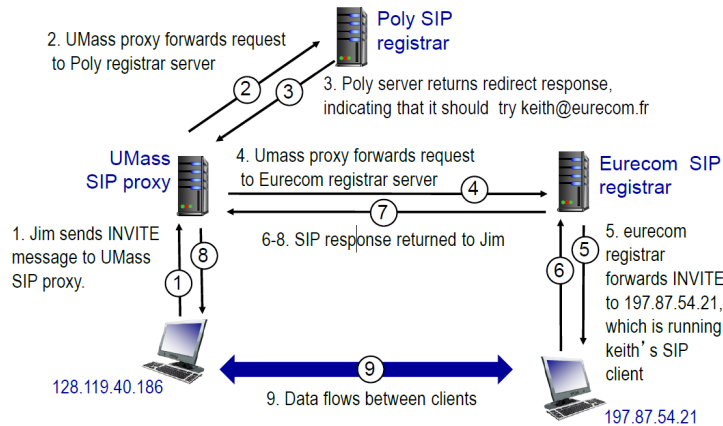 Poly SIP
registrar
2. UMass proxy forwards request
to Poly registrar server
2
3
3. Poly server returns redirect response,
indicating that it should try keith@eurecom.fr
UMass
SIP proxy
4. Umass proxy forwards request
to Eurecom registrar server
4
Eurecom SIP
registrar
7
6-8. SIP response returned to Jim
1. Jim sends INVITE
message to UMass
SIP proxy.
8
1
5. eurecom
registrar
forwards INVITE
to 197.87.54.21,
which is running
keith's SIP
client
5
6
9
128.119.40.186
9. Data flows between clients
197.87.54.21